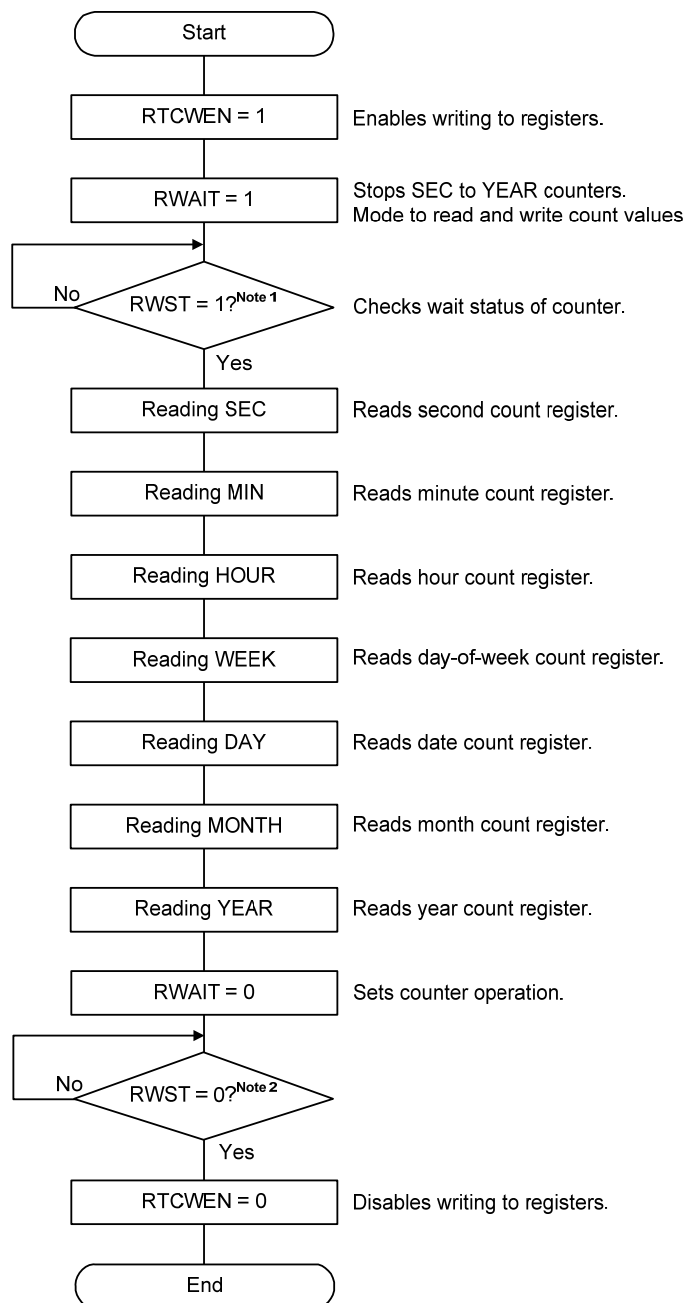 Start
RTCWEN = 1
Enables writing to registers.
RWAIT = 1
Stops SEC to YEAR counters.
Mode to read and write count values
No
RWST = 1?Note 1
Checks wait status of counter.
Yes
Reading SEC
Reads second count register.
Reading MIN
Reads minute count register.
Reading HOUR
Reads hour count register.
Reading WEEK
Reads day-of-week count register.
Reading DAY
Reads date count register.
Reading MONTH
Reads month count register.
Reading YEAR
Reads year count register.
RWAIT = 0
Sets counter operation.
No
RWST = 0?Note 2
Yes
RTCWEN = 0
Disables writing to registers.
End